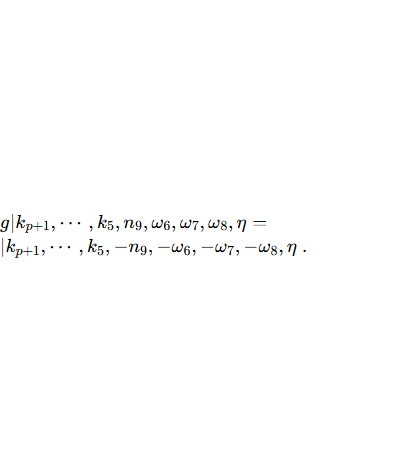 g|k_{p+1}, ⋯ , k_5, n_9, ω_6, ω_7, ω_8, η =
|k_{p+1}, ⋯ , k_5, −n_9, −ω_6, −ω_7, −ω_8, η .